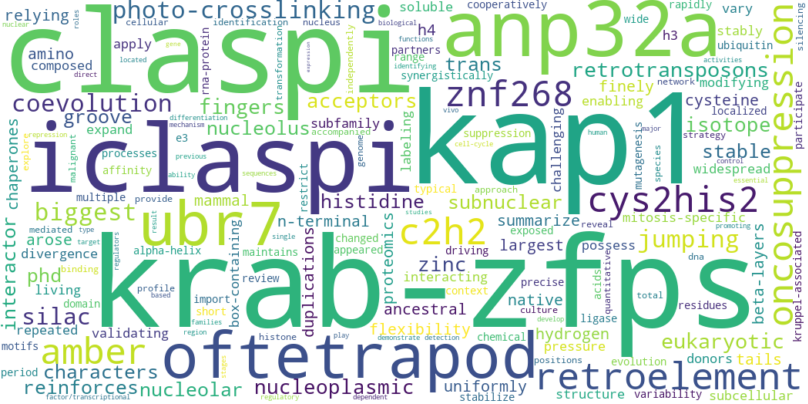 relying
cellular
photo-crosslinking
identification
nucleus
soluble
cooperatively
rapidly
vary
biological
roles
nuclear
claspi
anp32a
h4
partners
wide
h3
stably
ubiquitin
silencing
amino
apply
composed
rna-protein
transformation
expression
independently
range
synergistically
trans
retrotransposons
network
modifying
activities
gene
functions
identifying
located
direct
coevolution
groove
fingers
acceptors
znf268
finely
enabling
cysteine
localized
participate
oncosuppression
nucleolus
subfamily
accompanied
labeling
kap1
suppression
cell-cycle
vivo
human
challenging
mutagenesis
major
species
isotope
strategy
stable
control
widespread
essential
iclaspi
expand
e3
differentiation
mechanism
repression
processes
previous
affinity
ability
sequences
malignant
explore
genome
restrict
histidine
cys2his2
chaperones
interactor
multiple
provide
mammal
typical
approach
subnuclear
summarize
exposed
regulators
mitosis-specific
biggest
mediated
type
target
result
ubr7
n-terminal
studies
c2h2
reveal
jumping
arose
alpha-helix
single
changed
appeared
driving
largest
possess
divergence
phd
binding
maintains
zinc
interacting
context
precise
native
acids
quantitative
dna
promoting
beta-layers
kruppel-associated
living
domain
profile
based
box-containing
review
duplications
proteomics
krab-zfps
ancestral
culture
ligase
total
residues
silac
validating
import
short
flexibility
chemical
hydrogen
develop
donors
tails
eukaryotic
repeated
families
region
histone
play
demonstrate
detection
pressure
positions
evolution
motifs
amber
oftetrapod
retroelement
period
characters
stages
uniformly
stabilize
structure
variability
subcellular
reinforces
nucleolar
nucleoplasmic
factor/transcriptional
regulatory
dependent